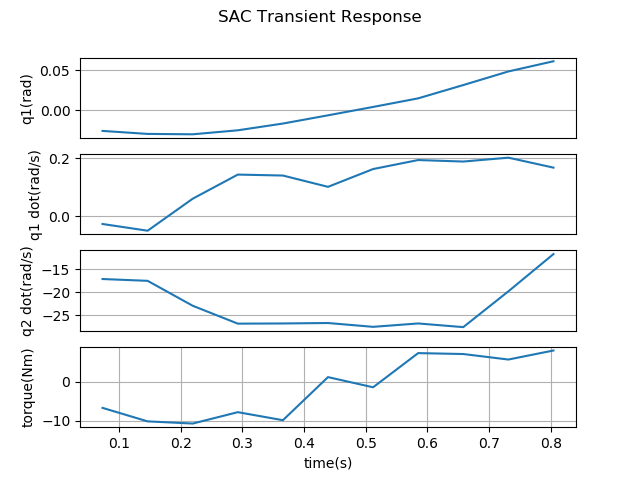 SAC Transient Response
q1(rad)
0.05
0.00
q1 dot(rad/s)
0.2
0.0
q2 dot(rad/s)
−15
−20
−25
torque(Nm)
0
−10
0.1 0.2 0.3 0.4 0.5 0.6 0.7 0.8
time(s)